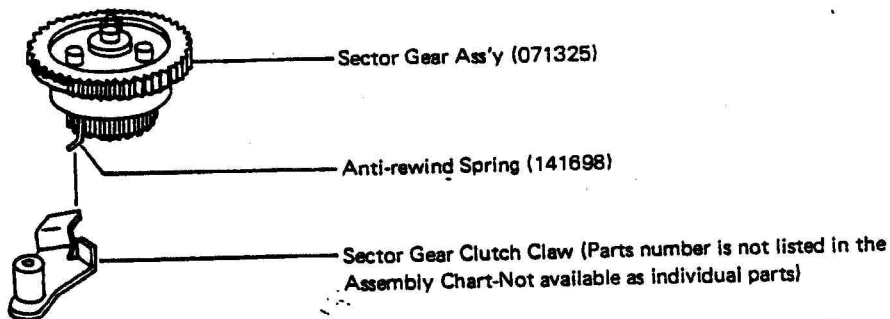 Sector Gear Ass'y (071325)
Anti-rewind Spring (141698)
Sector Gear Clutch Claw (Parts number is not listed in the
Assembly Chart-Not available as individual parts)